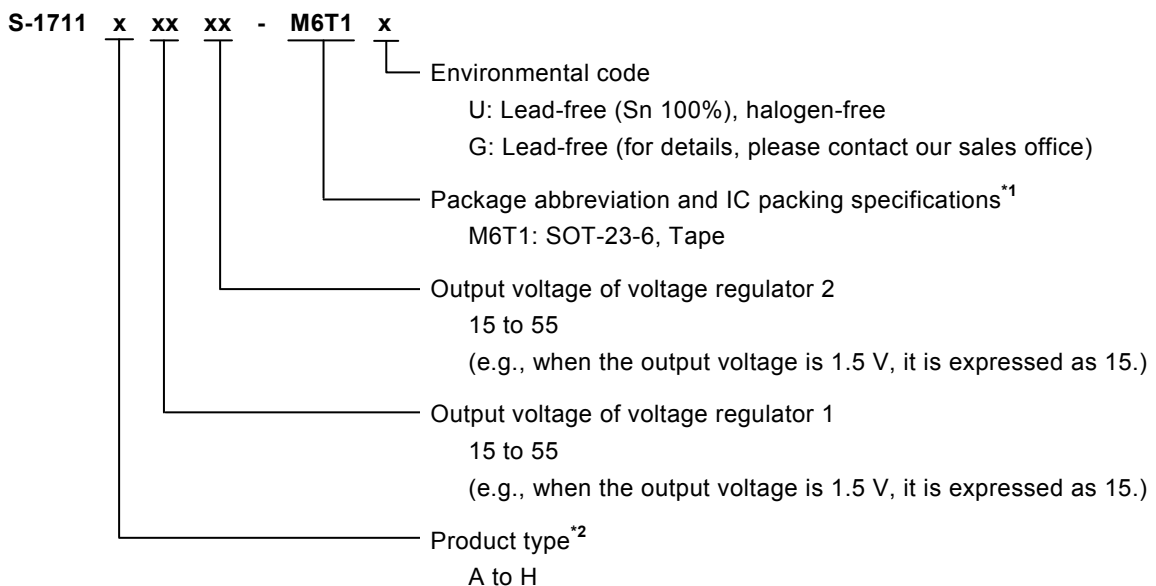 S-1711 x xx xx - M6T1 x
Environmental code
U: Lead-free (Sn 100%), halogen-free
G: Lead-free (for details, please contact our sales office)
Package abbreviation and IC packing specifications*1
M6T1: SOT-23-6, Tape
Output voltage of voltage regulator 2
15 to 55
(e.g., when the output voltage is 1.5 V, it is expressed as 15.)
Output voltage of voltage regulator 1
15 to 55
(e.g., when the output voltage is 1.5 V, it is expressed as 15.)
Product type*2
A to H